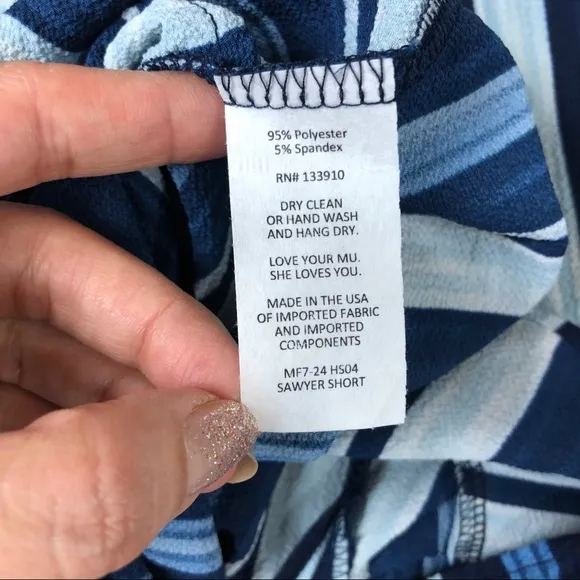 95% Polyester
5% Spandex
RN# 133910
DRY CLEAN
OR HAND WASH
AND HANG DRY.
LOVE YOUR MU.
SHE LOVES YOU.
MADE IN THE USA
OF IMPORTED FABRIC
AND IMPORTED
COMPONENTS
MF7-24 HS04
SAWYER SHORT